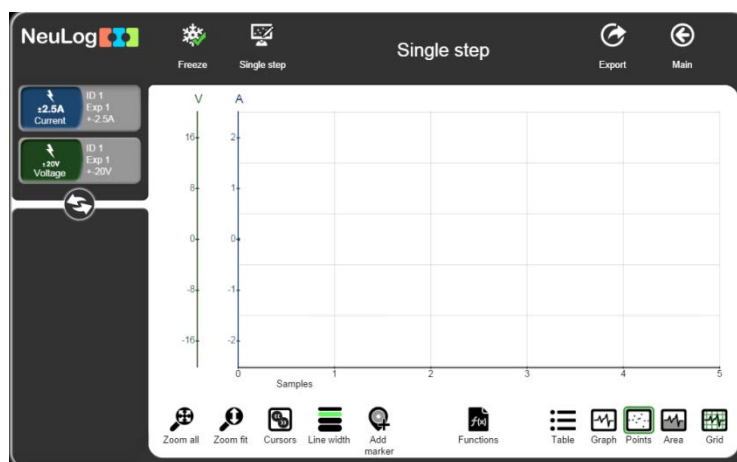 NeuLog
Freeze
Single step
Single step
Export
Main
±2.5A
Current
ID 1
Exp 1
+-2.5A
±20V
Voltage
ID 1
Exp 1
+-20V
V
A
16
8
0
-8
-16
2
1
0
-1
-2
0 1 2 3 4 5
Samples
Zoom all
Zoom fit
Cursors
Line width
Add
marker
f(x)
Functions
Table
Graph
Points
Area
Grid